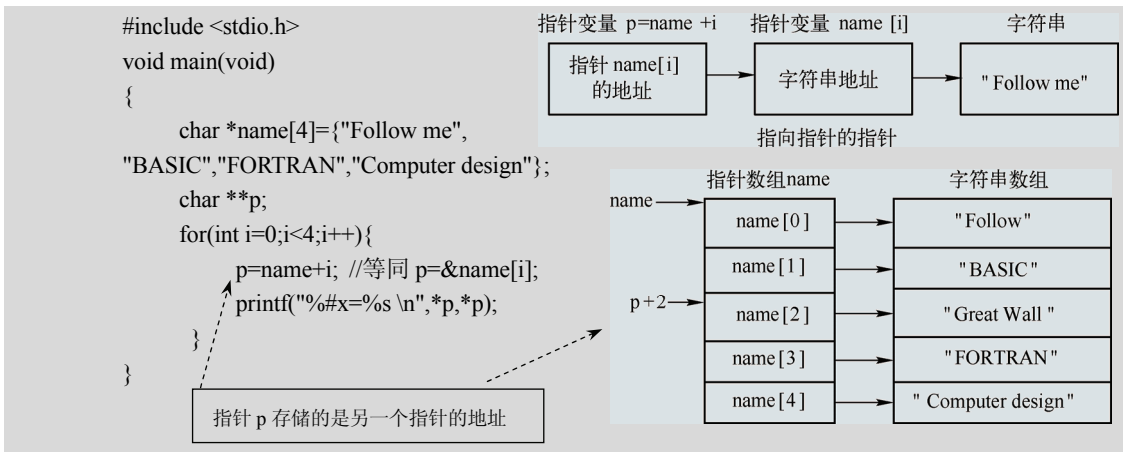 #include <stdio.h>
void main(void)
{
char *name[4]={"Follow me",
"BASIC","FORTRAN","Computer design"};
char **p;
for(int i=0;i<4;i++){
p=name+i; //等同 p=&name[i];
printf("%#x=%s \n",*p,*p);
}
}
指针 p 存储的是另一个指针的地址
指针变量 p=name +i 指针变量 name [i] 字符串
指针 name[i]
的地址
字符串地址
" Follow me"
指向指针的指针
指针数组name 字符串数组
name
name[0] "Follow"
name[1] "BASIC"
p+2
name[2] "Great Wall "
name[3] "FORTRAN"
name[4] " Computer design"